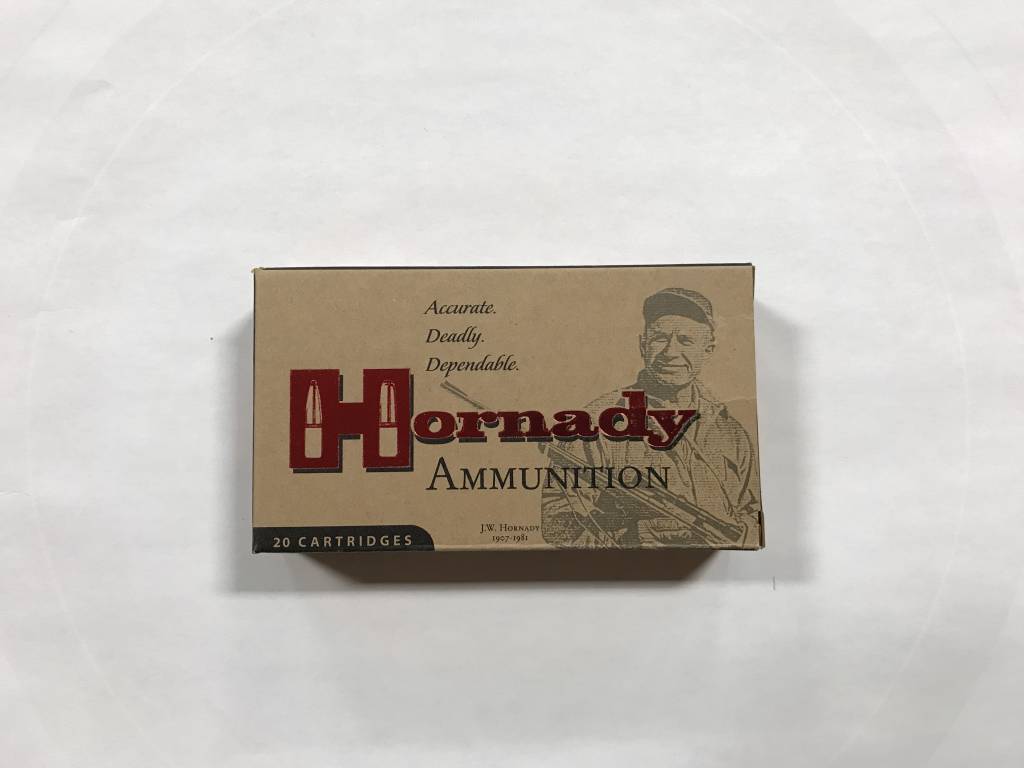 Accurate.
Deadly.
Dependable.
Hornady
AMMUNITION
J.W. HORNADY
1907-1981
20 CARTRIDGES